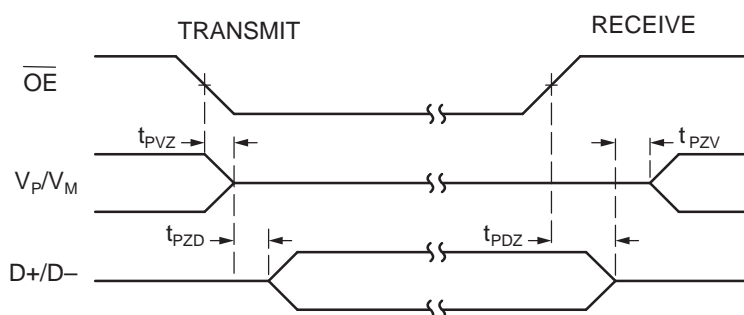 TRANSMIT
RECEIVE
OE
tPVZ
tPZV
VP/VM
tPZD
tPDZ
D+/D–